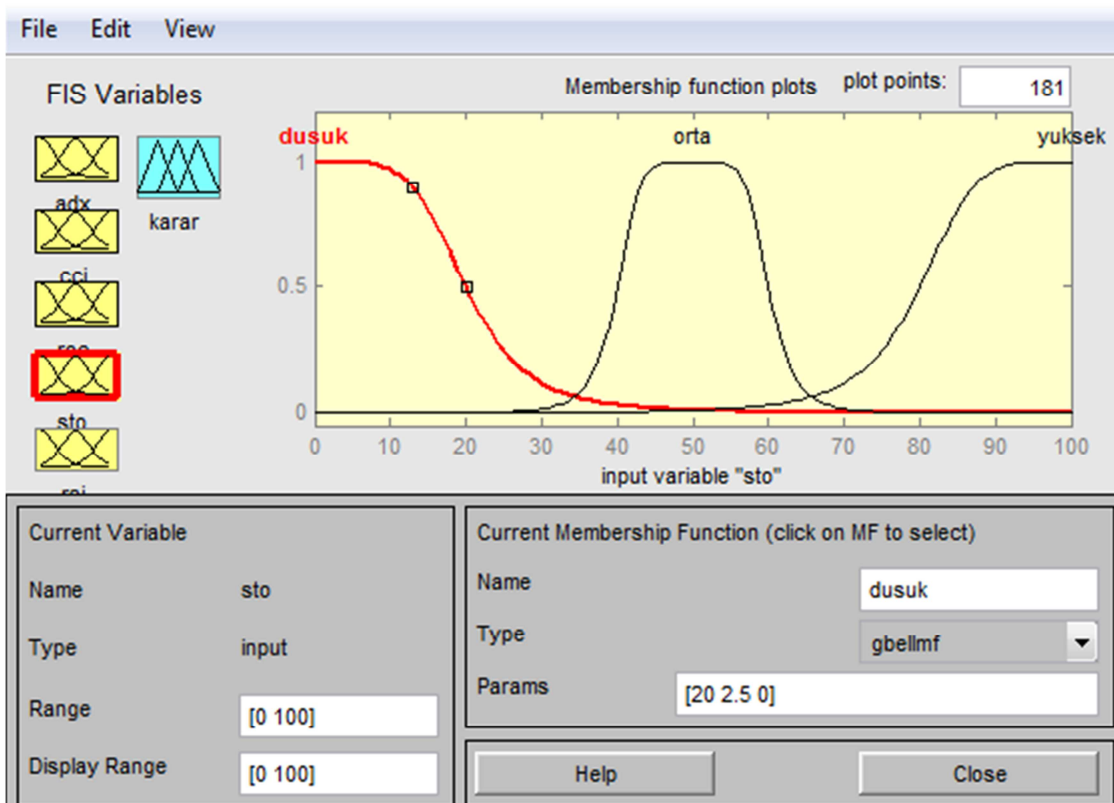 File Edit View
FIS Variables
Membership function plots plot points: 181
dusuk orta yuksek
1
0.5
0
0 10 20 30 40 50 60 70 80 90 100
input variable "sto"
adx
karar
cci
sto
Current Variable
Name sto
Type input
Range [0 100]
Display Range [0 100]
Current Membership Function (click on MF to select)
Name dusuk
Type gbellmf
Params [20 2.5 0]
Help Close